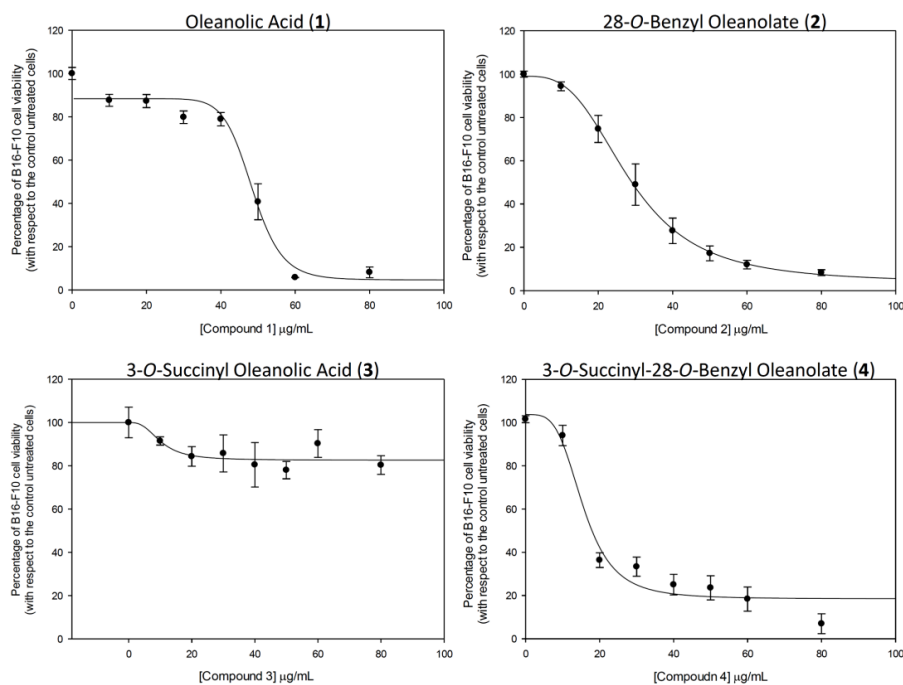 Oleanolic Acid (1)
120
100
80
60
40
20
0
0 20 40 60 80 100
Percentage of B16-F10 cell viability
(with respect to the control untreated cells)
[Compound 1] μg/mL
28-O-Benzyl Oleanolate (2)
120
100
80
60
40
20
0
0 20 40 60 80 100
Percentage of B16-F10 cell viability
(with respect to the control untreated cells)
[Compound 2] μg/mL
3-O-Succinyl Oleanolic Acid (3)
120
100
80
60
40
20
0
0 20 40 60 80 100
Percentage of B16-F10 cell viability
(with respect to the control untreated cells)
[Compound 3] μg/mL
3-O-Succinyl-28-O-Benzyl Oleanolate (4)
120
100
80
60
40
20
0
0 20 40 60 80 100
Percentage of B16-F10 cell viability
(with respect to the control untreated cells)
[Compoudn 4] μg/mL